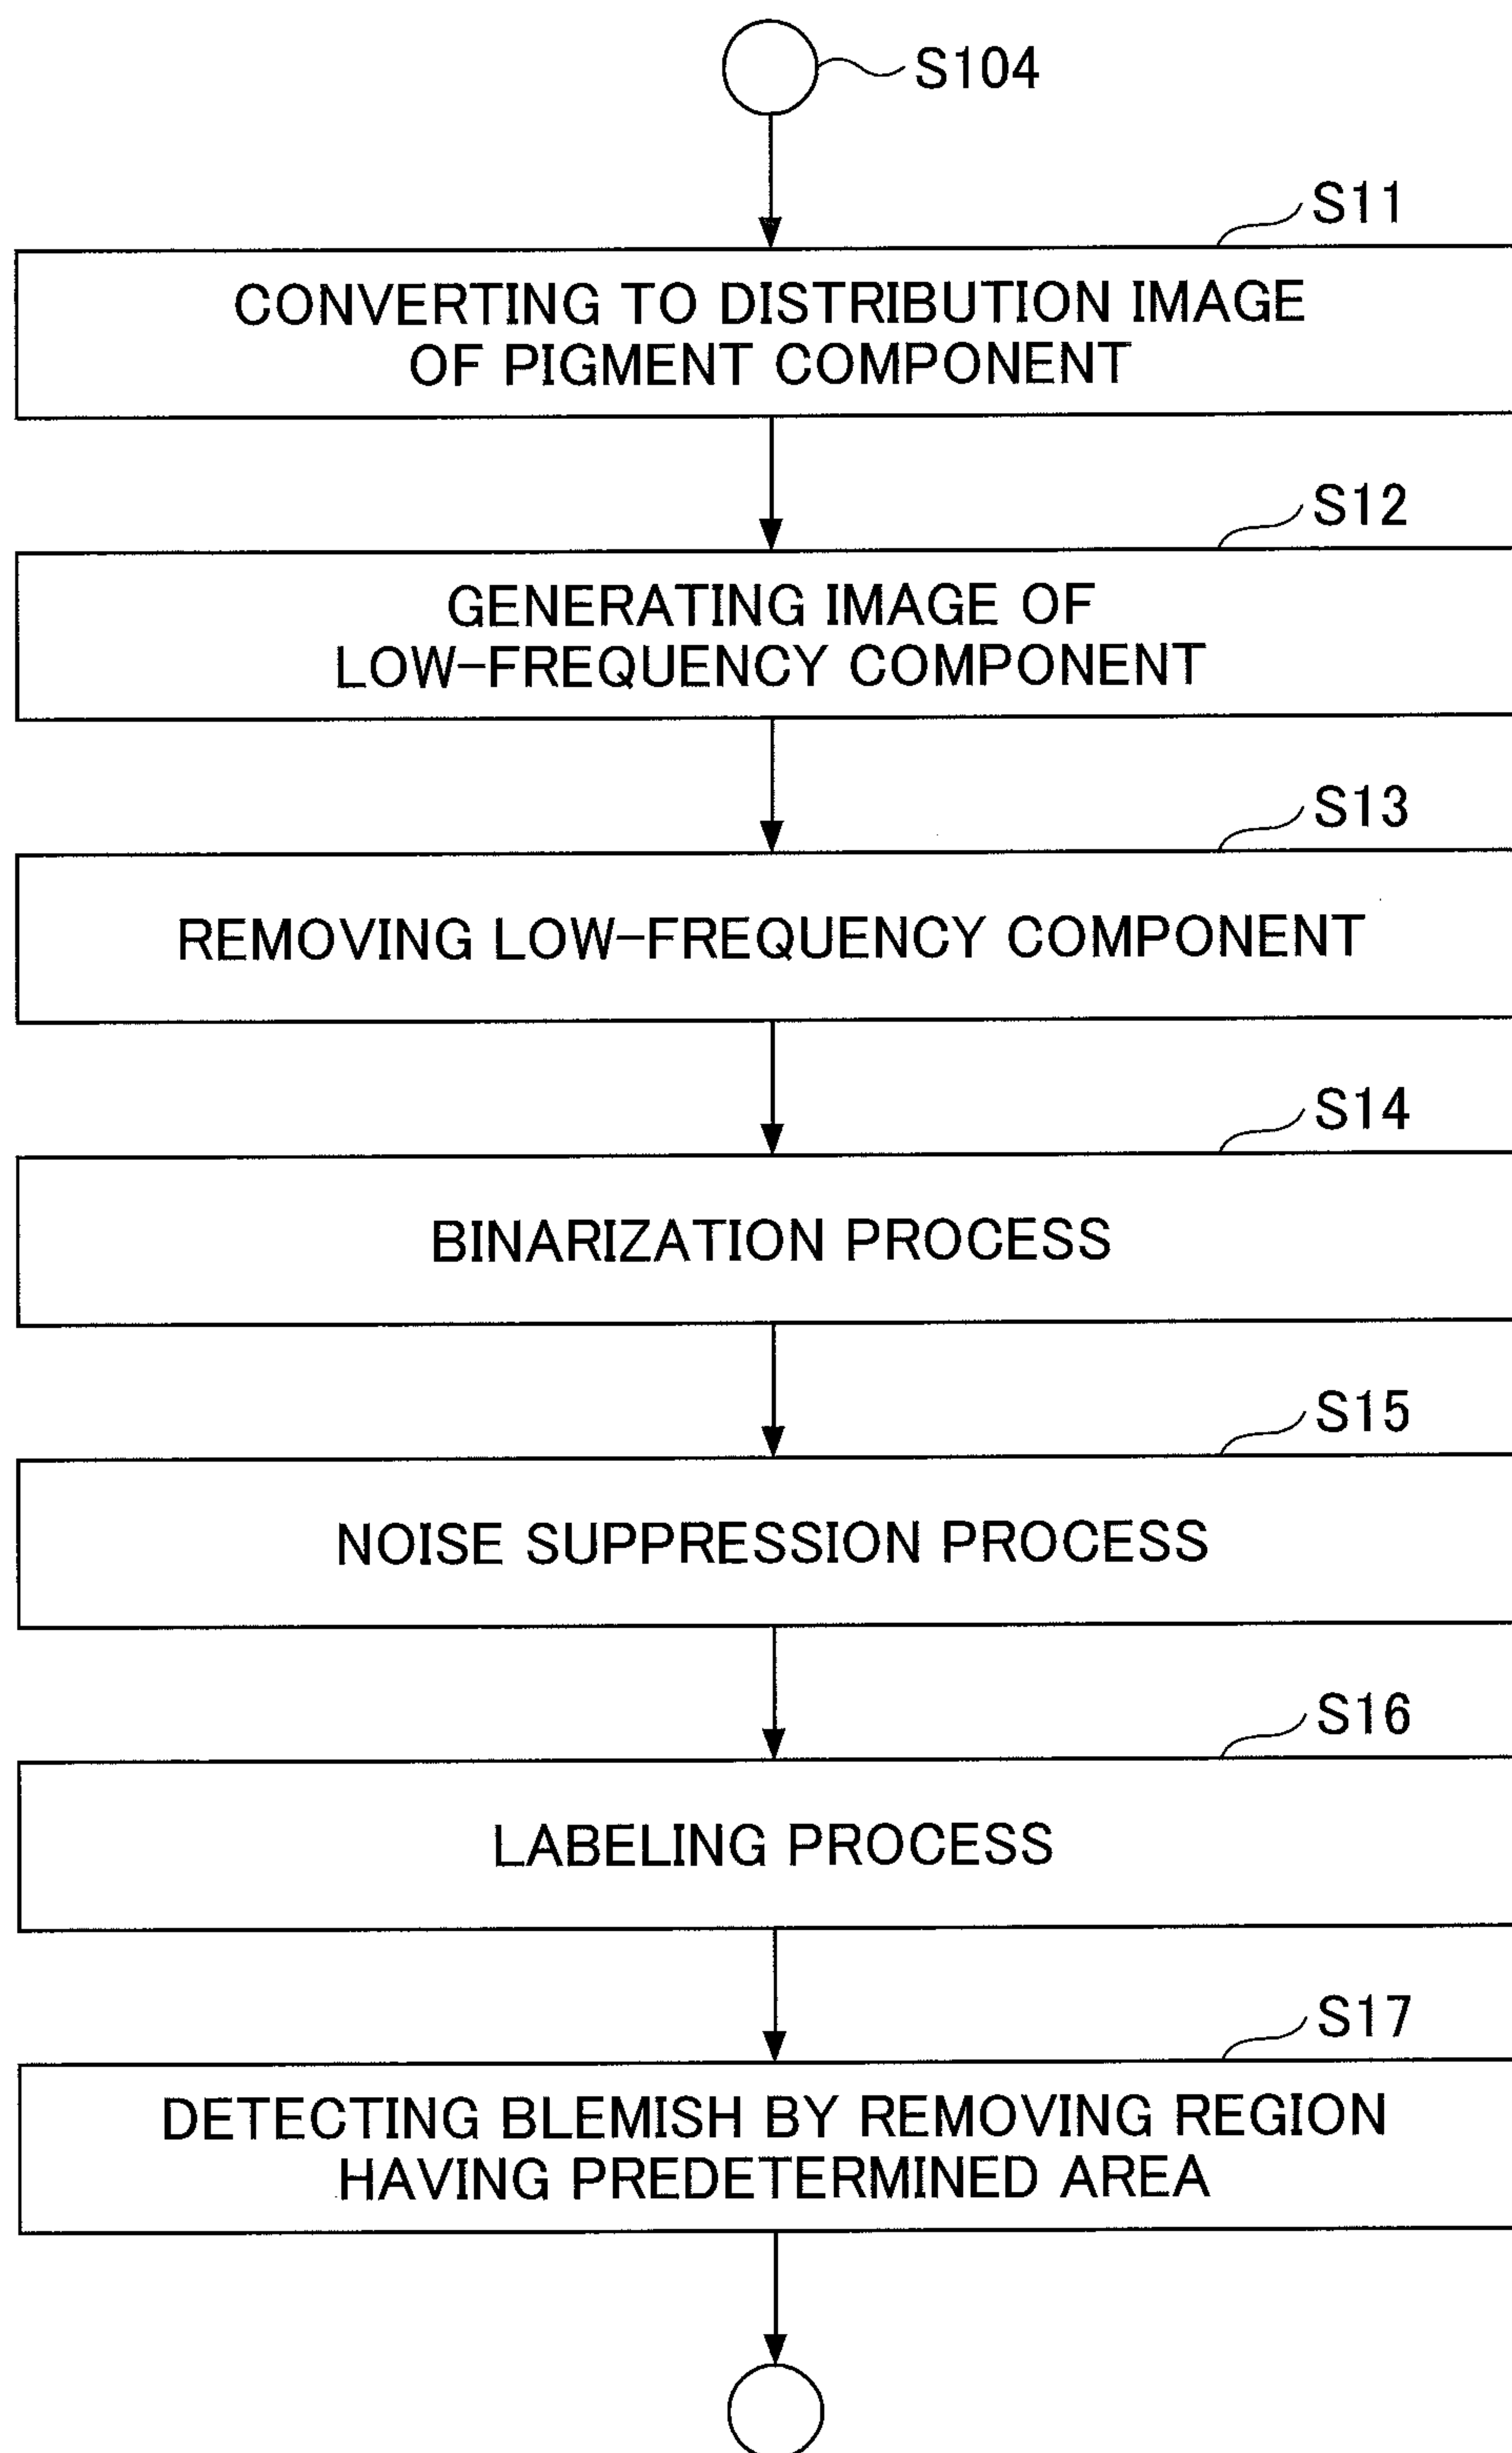 S104
S11
CONVERTING TO DISTRIBUTION IMAGE
OF PIGMENT COMPONENT
S12
GENERATING IMAGE OF
LOW-FREQUENCY COMPONENT
S13
REMOVING LOW-FREQUENCY COMPONENT
S14
BINARIZATION PROCESS
S15
NOISE SUPPRESSION PROCESS
S16
LABELING PROCESS
S17
DETECTING BLEMISH BY REMOVING REGION
HAVING PREDETERMINED AREA